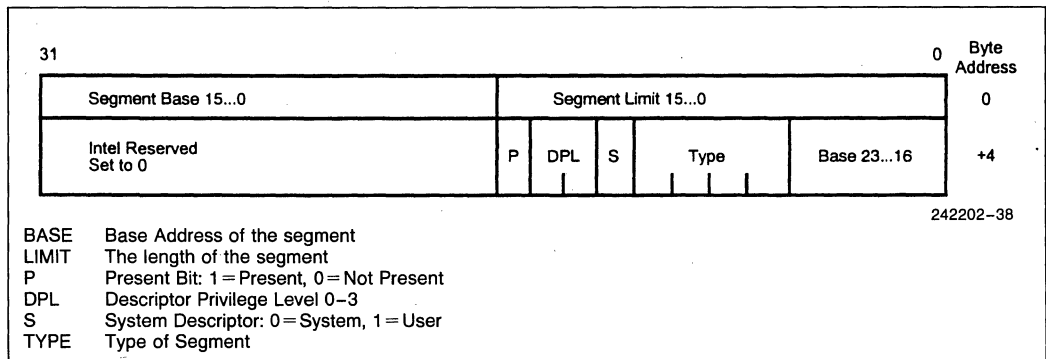 31 0 Byte Address
Segment Base 15...0 Segment Limit 15...0 0
Intel Reserved Set to 0 P DPL S Type Base 23...16 +4
242202-38
BASE Base Address of the segment
LIMIT The length of the segment
P Present Bit: 1=Present, 0=Not Present
DPL Descriptor Privilege Level 0-3
S System Descriptor: 0=System, 1=User
TYPE Type of Segment